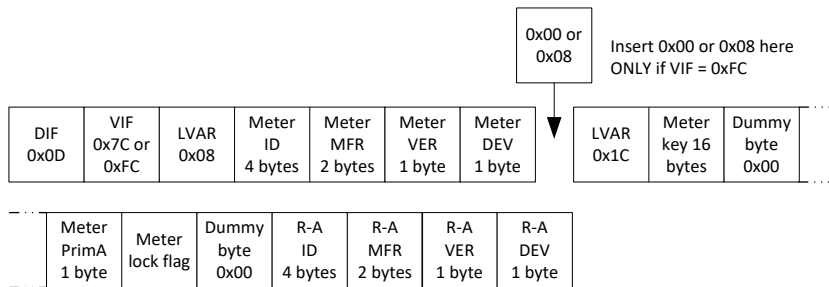 0x00 or
0x08
Insert 0x00 or 0x08 here
ONLY if VIF = 0xFC
DIF
0x0D
VIF
0x7C or
0xFC
LVAR
0x08
Meter
ID
4 bytes
Meter
MFR
2 bytes
Meter
VER
1 byte
Meter
DEV
1 byte
LVAR
0x1C
Meter
key 16
bytes
Dummy
byte
0x00
Meter
PrimA
1 byte
Meter
lock flag
Dummy
byte
0x00
R-A
ID
4 bytes
R-A
MFR
2 bytes
R-A
VER
1 byte
R-A
DEV
1 byte